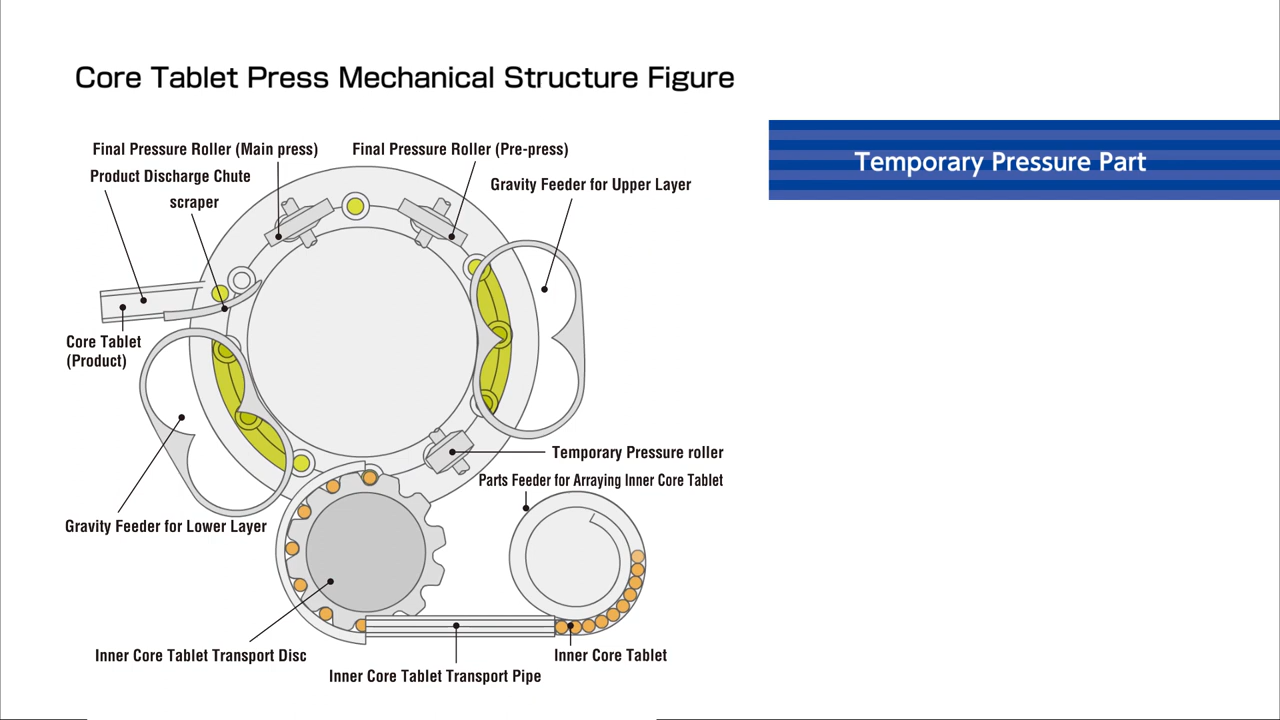 Core Tablet Press Mechanical Structure Figure
Temporary Pressure Part
Final Pressure Roller (Main press)
Final Pressure Roller (Pre-press)
Product Discharge Chute
Gravity Feeder for Upper Layer
scraper
Core Tablet
(Product)
Temporary Pressure roller
Parts Feeder for Arraying Inner Core Tablet
Gravity Feeder for Lower Layer
Inner Core Tablet Transport Disc
Inner Core Tablet
Inner Core Tablet Transport Pipe